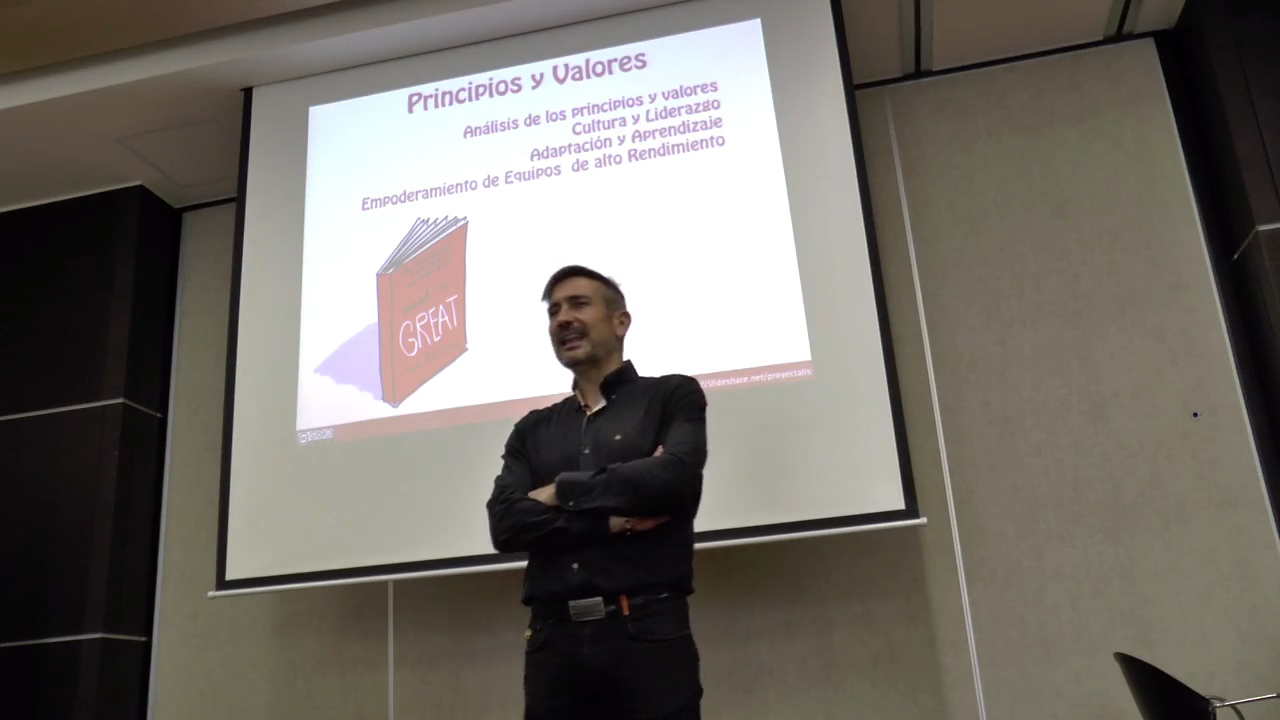 Principios y Valores
Análisis de los principios y valores
Cultura y Liderazgo
Adaptación y Aprendizaje
Empoderamiento de Equipos de alto Rendimiento
GREAT
slideshare.net/proyectalis